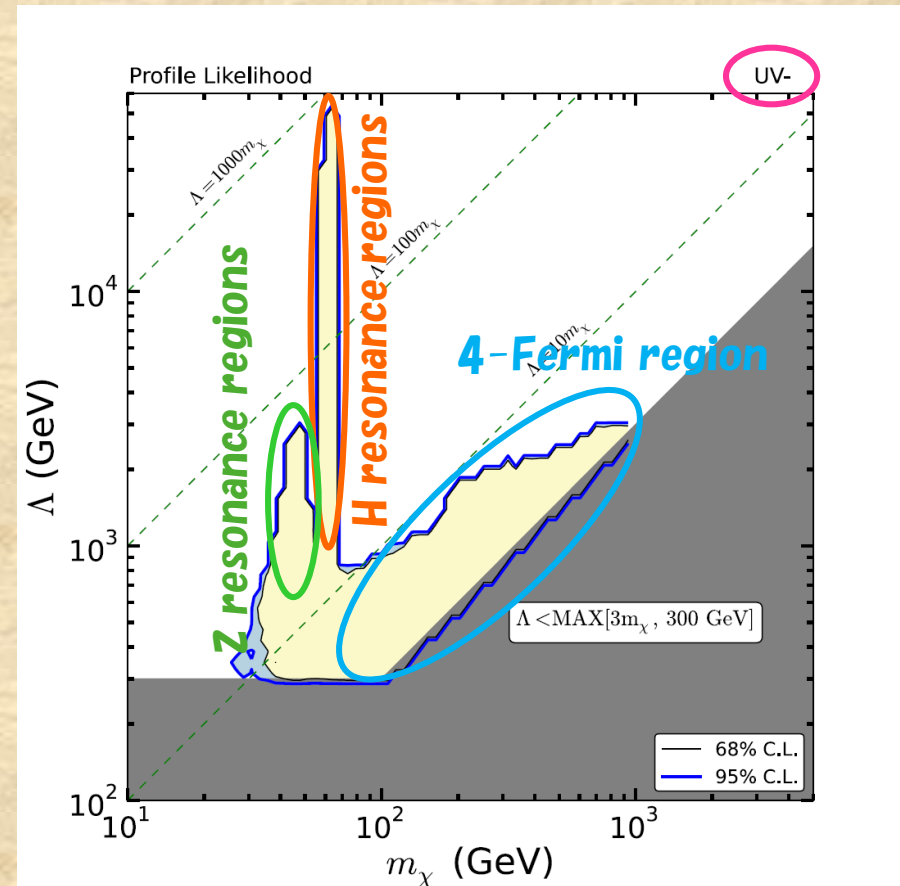 Profile Likelihood
UV-
Λ=1000m_χ
Λ=100m_χ
Λ=10m_χ
Z resonance regions
H resonance regions
4-Fermi region
Λ<MAX[3m_χ, 300 GeV]
68% C.L.
95% C.L.
Λ (GeV)
10^4
10^3
10^2
10^1
10^2
10^3
m_χ (GeV)